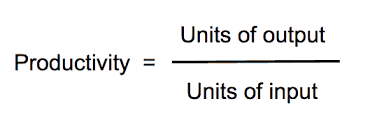 Units of output
Productivity =
Units of input